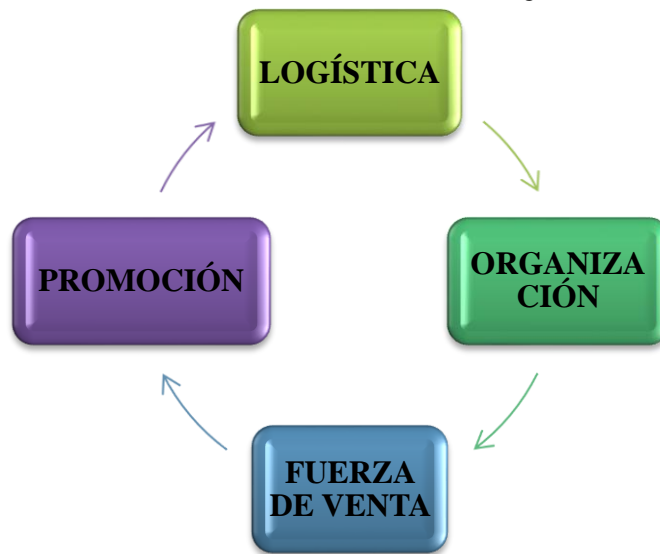 LOGÍSTICA
ORGANIZA
CIÓN
FUERZA
DE VENTA
PROMOCIÓN